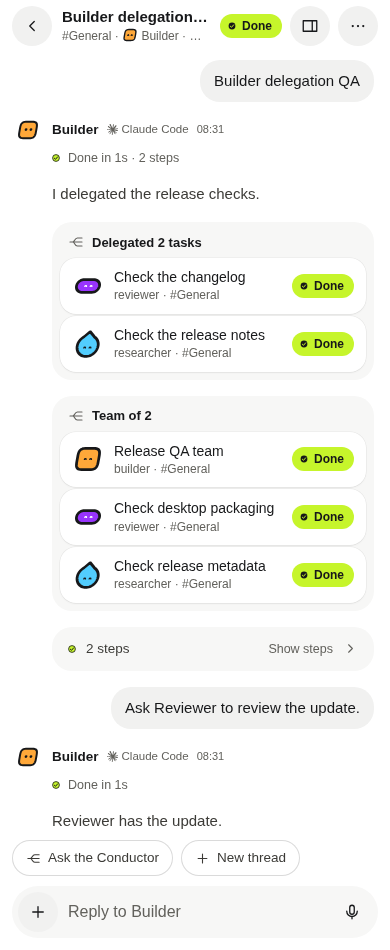 Builder delegation…
#General · Builder · …
Done
Builder delegation QA
Builder Claude Code 08:31
Done in 1s · 2 steps
I delegated the release checks.
Delegated 2 tasks
Check the changelog
reviewer · #General
Done
Check the release notes
researcher · #General
Done
Team of 2
Release QA team
builder · #General
Done
Check desktop packaging
reviewer · #General
Done
Check release metadata
researcher · #General
Done
2 steps Show steps
Ask Reviewer to review the update.
Builder Claude Code 08:31
Done in 1s
Reviewer has the update.
Ask the Conductor New thread
Reply to Builder